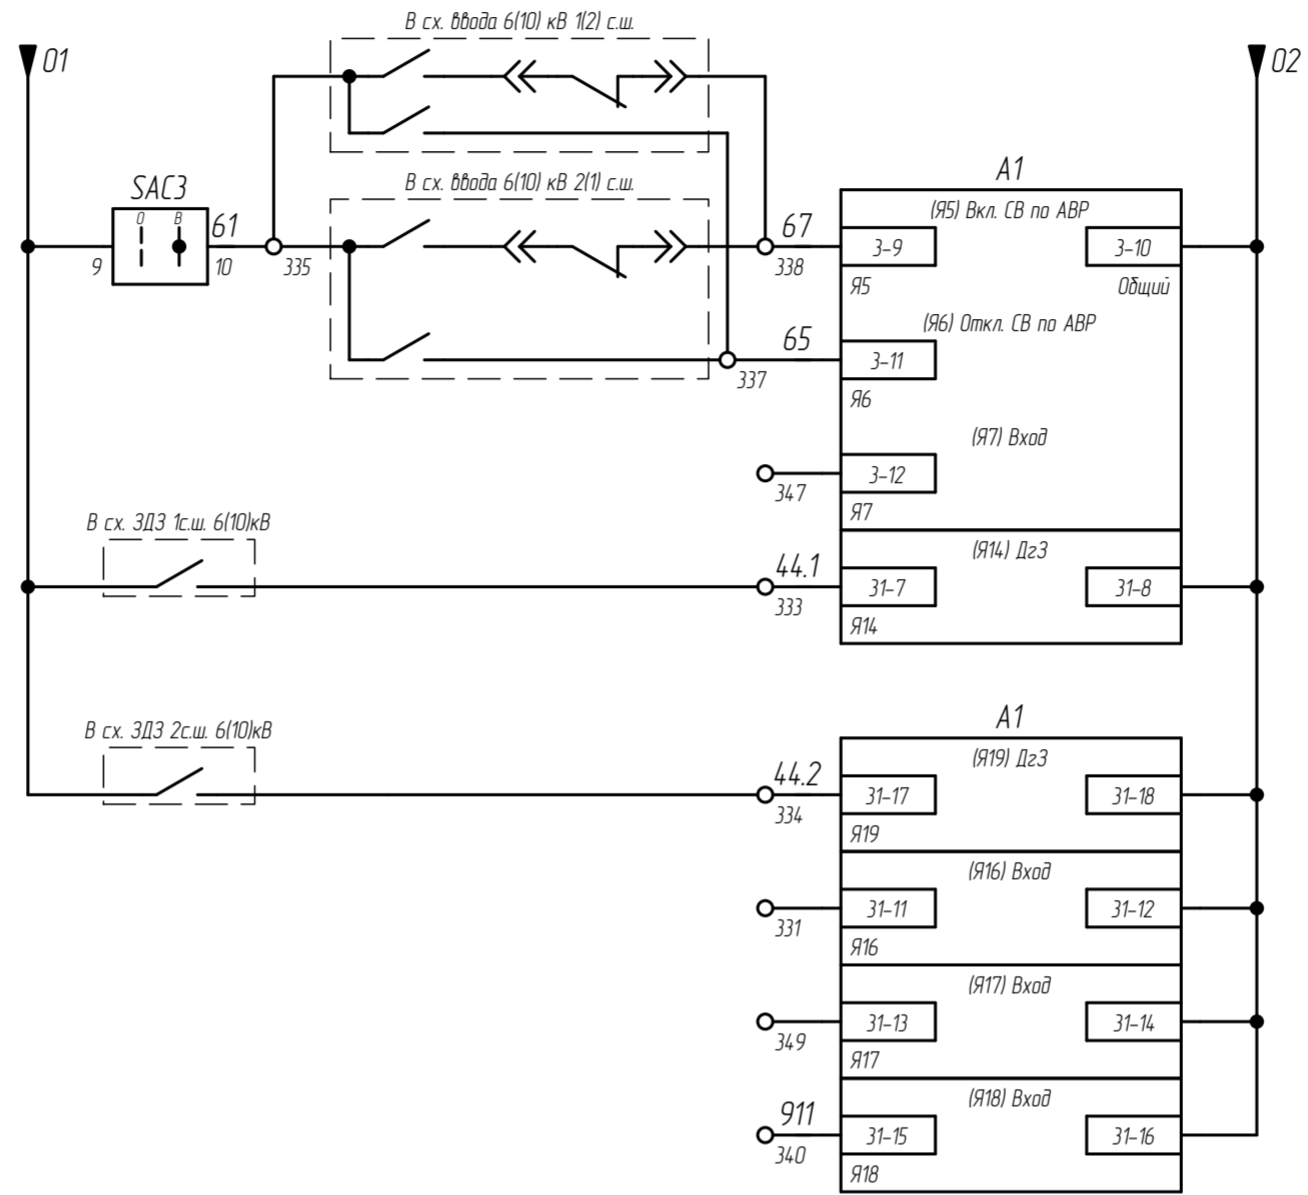 В сх. ввода 6(10) кВ 1(2) с.ш.
01
02
В сх. ввода 6(10) кВ 2(1) с.ш.
A1
SAC3
0 В
61
67
(Я5) Вкл. СВ по АВР
3-9
3-10
9
10
335
338
Я5
Общий
(Я6) Откл. СВ по АВР
65
3-11
337
Я6
(Я7) Вход
3-12
347
Я7
В сх. ЗДЗ 1с.ш. 6(10)кВ
(Я14) ДгЗ
44.1
31-7
31-8
333
Я14
A1
В сх. ЗДЗ 2с.ш. 6(10)кВ
(Я19) ДгЗ
44.2
31-17
31-18
334
Я19
(Я16) Вход
31-11
31-12
331
Я16
(Я17) Вход
31-13
31-14
349
Я17
(Я18) Вход
911
31-15
31-16
340
Я18